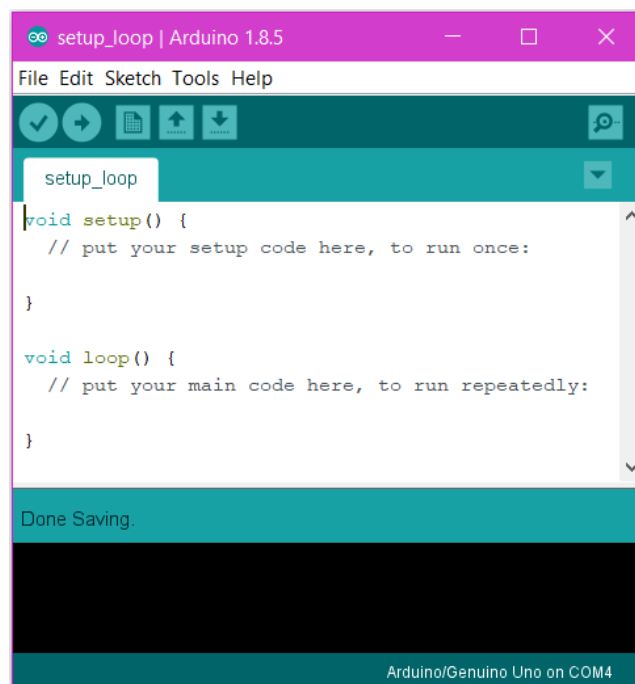 setup_loop | Arduino 1.8.5
File Edit Sketch Tools Help
setup_loop
void setup() {
  // put your setup code here, to run once:
}
void loop() {
  // put your main code here, to run repeatedly:
}
Done Saving.
Arduino/Genuino Uno on COM4